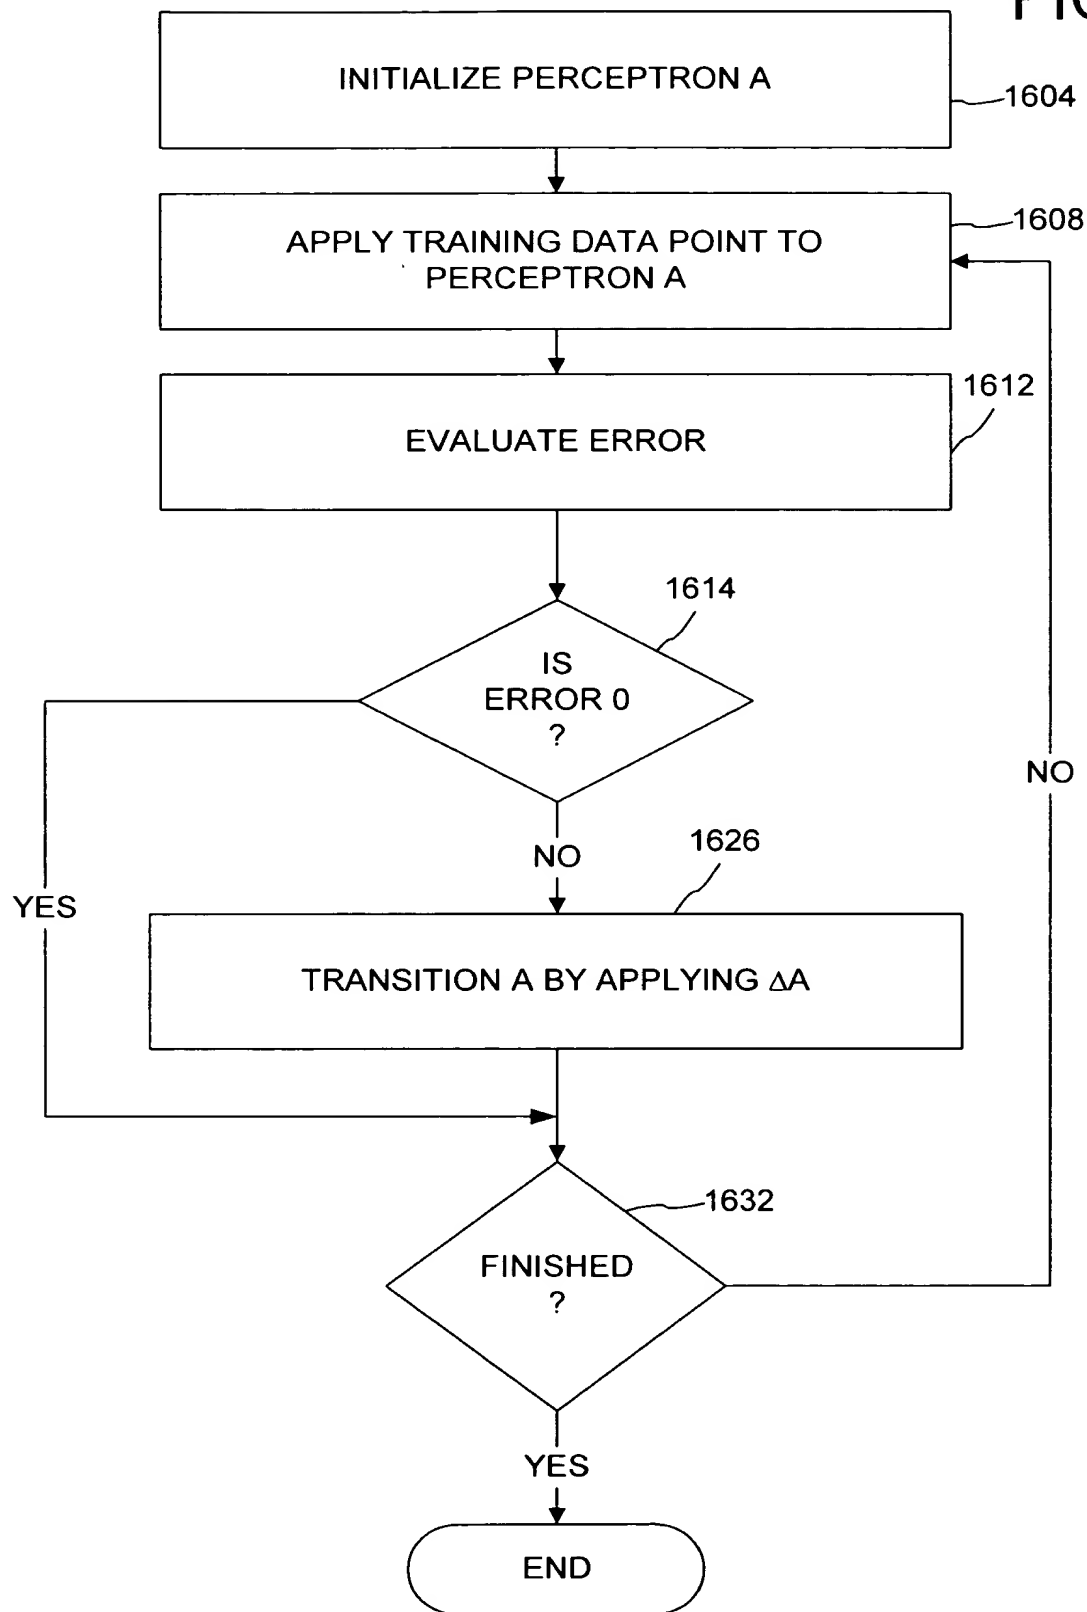 INITIALIZE PERCEPTRON A
1604
APPLY TRAINING DATA POINT TO
PERCEPTRON A
1608
EVALUATE ERROR
1612
1614
IS
ERROR 0
?
NO
NO
1626
YES
TRANSITION A BY APPLYING ΔA
1632
FINISHED
?
YES
END